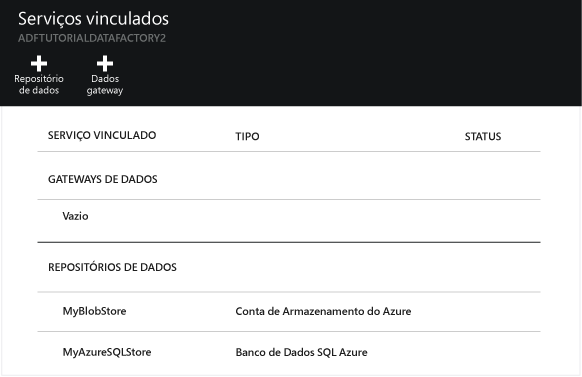 Serviços vinculados
ADFTUTORIALDATAFACTORY2
Repositório
de dados
Dados
gateway
SERVIÇO VINCULADO TIPO STATUS
GATEWAYS DE DADOS
Vazio
REPOSITÓRIOS DE DADOS
MyBlobStore Conta de Armazenamento do Azure
MyAzureSQLStore Banco de Dados SQL Azure